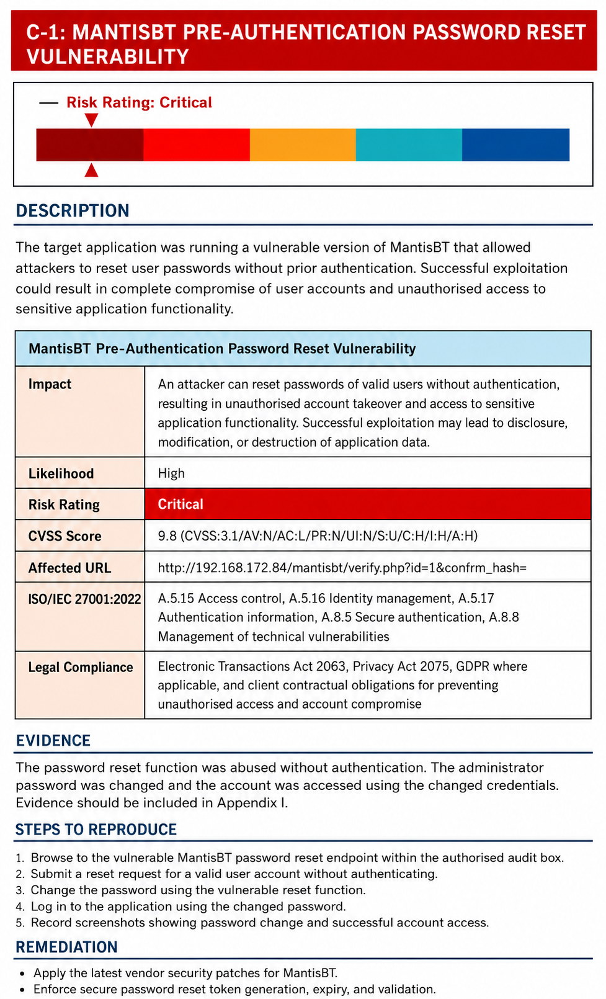 C-1: MANTISBT PRE-AUTHENTICATION PASSWORD RESET
VULNERABILITY
Risk Rating: Critical
DESCRIPTION
The target application was running a vulnerable version of MantisBT that allowed
attackers to reset user passwords without prior authentication. Successful exploitation
could result in complete compromise of user accounts and unauthorised access to
sensitive application functionality.
MantisBT Pre-Authentication Password Reset Vulnerability
Impact
An attacker can reset passwords of valid users without authentication,
resulting in unauthorised account takeover and access to sensitive
application functionality. Successful exploitation may lead to disclosure,
modification, or destruction of application data.
Likelihood
High
Risk Rating
Critical
CVSS Score
9.8 (CVSS:3.1/AV:N/AC:L/PR:N/UI:N/S:U/C:H/I:H/A:H)
Affected URL
http://192.168.172.84/mantisbt/verify.php?id=1&confrm_hash=
ISO/IEC 27001:2022
A.5.15 Access control, A.5.16 Identity management, A.5.17
Authentication information, A.8.5 Secure authentication, A.8.8
Management of technical vulnerabilities
Legal Compliance
Electronic Transactions Act 2063, Privacy Act 2075, GDPR where
applicable, and client contractual obligations for preventing
unauthorised access and account compromise
EVIDENCE
The password reset function was abused without authentication. The administrator
password was changed and the account was accessed using the changed credentials.
Evidence should be included in Appendix I.
STEPS TO REPRODUCE
1. Browse to the vulnerable MantisBT password reset endpoint within the authorised audit box.
2. Submit a reset request for a valid user account without authenticating.
3. Change the password using the vulnerable reset function.
4. Log in to the application using the changed password.
5. Record screenshots showing password change and successful account access.
REMEDIATION
• Apply the latest vendor security patches for MantisBT.
• Enforce secure password reset token generation, expiry, and validation.